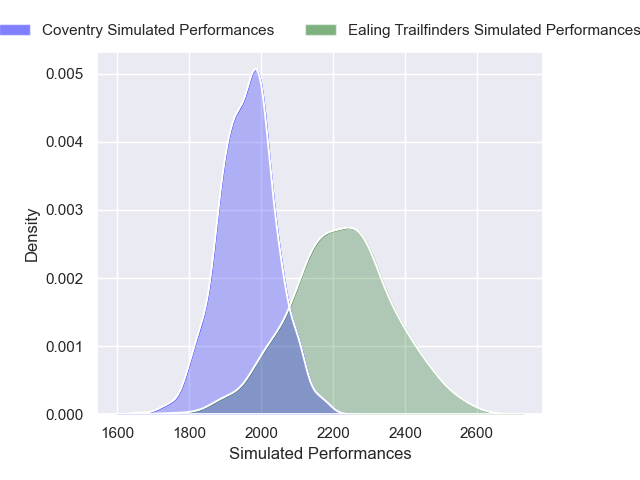 Coventry Simulated Performances
Ealing Trailfinders Simulated Performances
0.005
0.004
0.003
0.002
0.001
0.000
Density
1600 1800 2000 2200 2400 2600
Simulated Performances